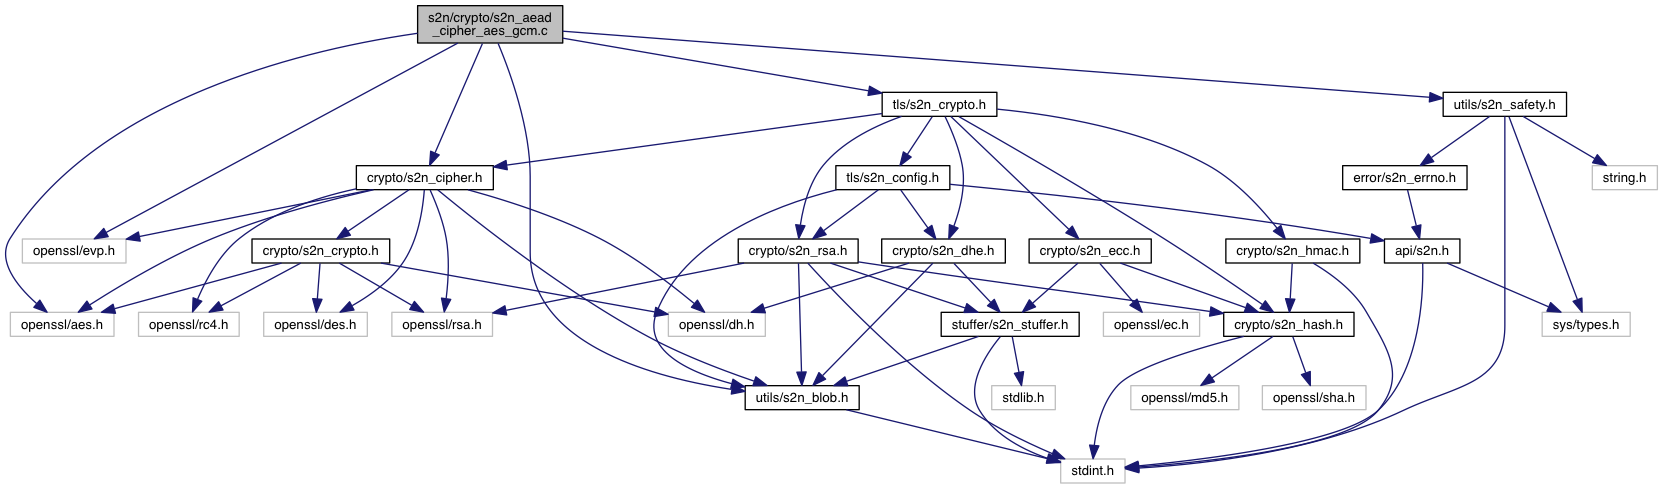 s2n/crypto/s2n_aead
_cipher_aes_gcm.c
tls/s2n_crypto.h
utils/s2n_safety.h
crypto/s2n_cipher.h
tls/s2n_config.h
error/s2n_errno.h
string.h
openssl/evp.h
crypto/s2n_crypto.h
crypto/s2n_rsa.h
crypto/s2n_dhe.h
crypto/s2n_ecc.h
crypto/s2n_hmac.h
api/s2n.h
openssl/aes.h
openssl/rc4.h
openssl/des.h
openssl/rsa.h
openssl/dh.h
stuffer/s2n_stuffer.h
openssl/ec.h
crypto/s2n_hash.h
sys/types.h
utils/s2n_blob.h
stdlib.h
openssl/md5.h
openssl/sha.h
stdint.h